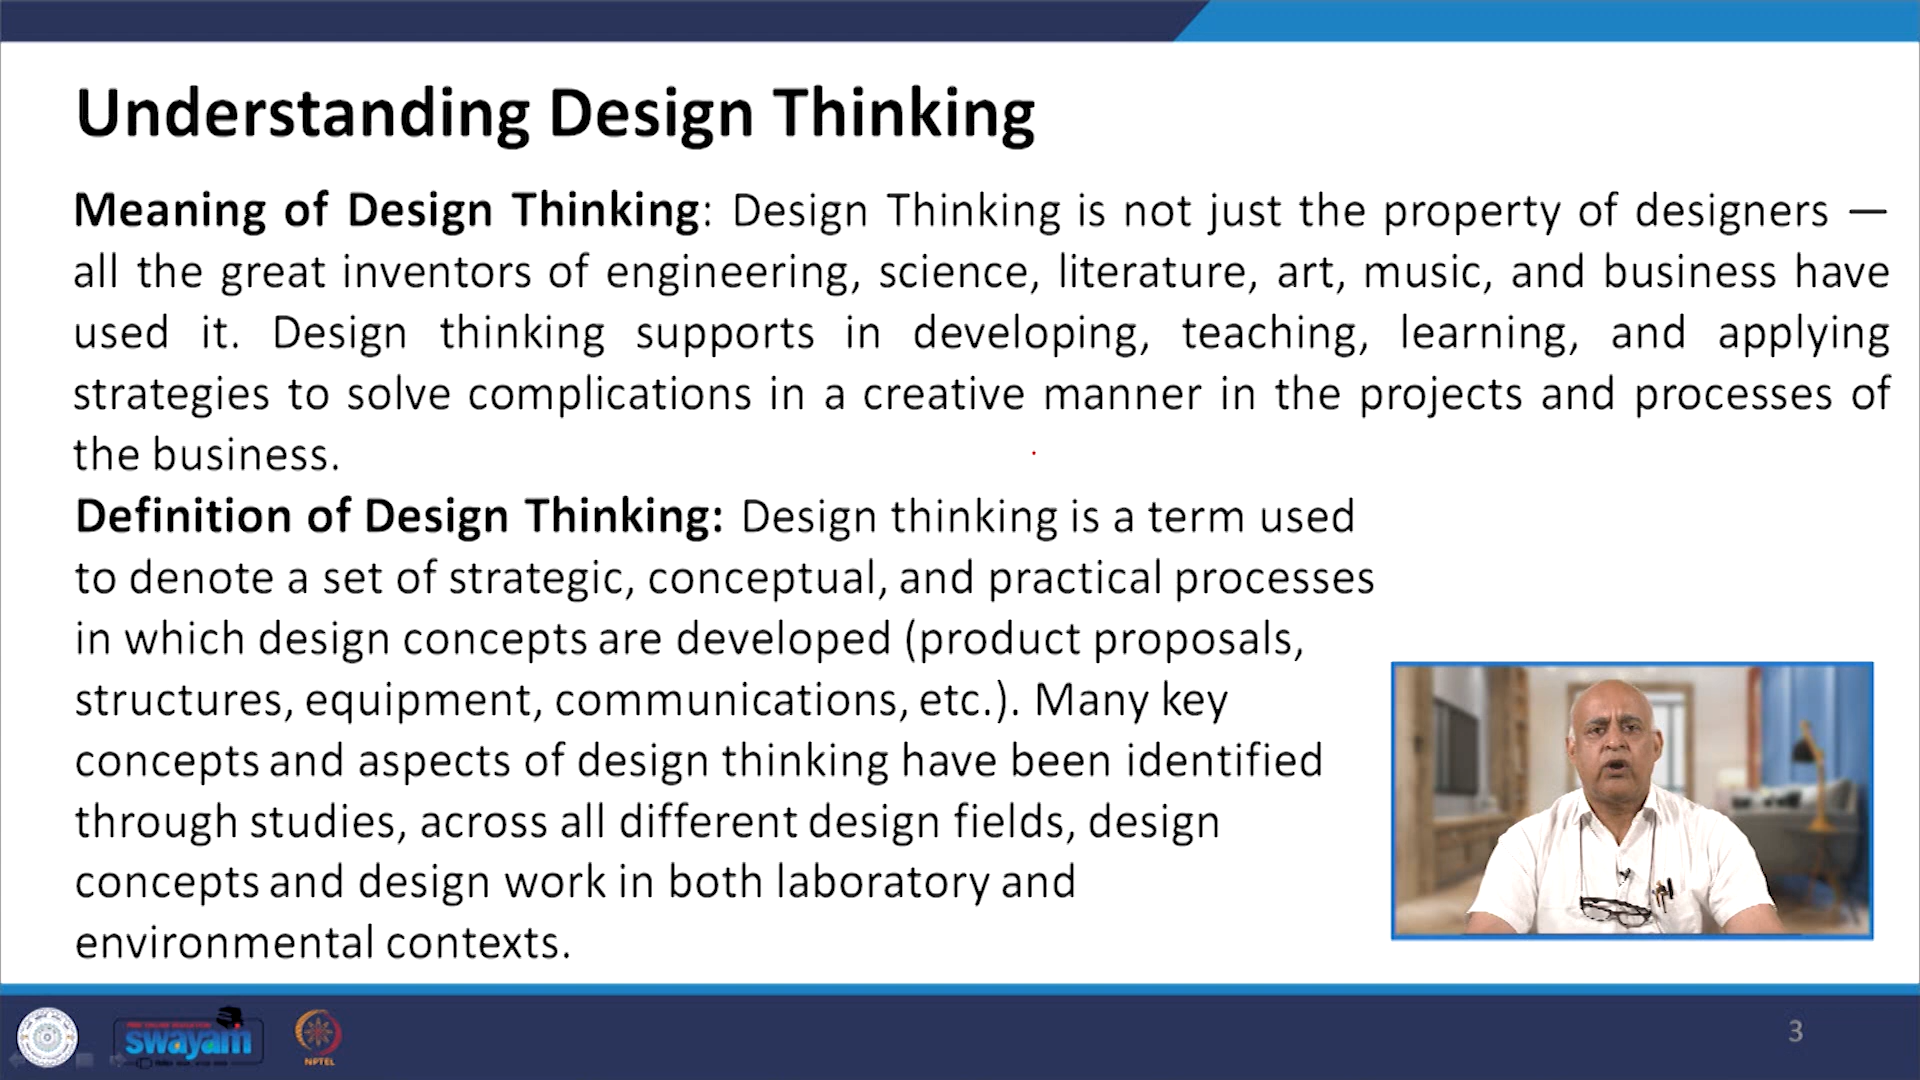 Understanding Design Thinking
Meaning of Design Thinking: Design Thinking is not just the property of designers —
all the great inventors of engineering, science, literature, art, music, and business have
used it. Design thinking supports in developing, teaching, learning, and applying
strategies to solve complications in a creative manner in the projects and processes of
the business.
Definition of Design Thinking: Design thinking is a term used
to denote a set of strategic, conceptual, and practical processes
in which design concepts are developed (product proposals,
structures, equipment, communications, etc.). Many key
concepts and aspects of design thinking have been identified
through studies, across all different design fields, design
concepts and design work in both laboratory and
environmental contexts.
swayam
NPTEL
3